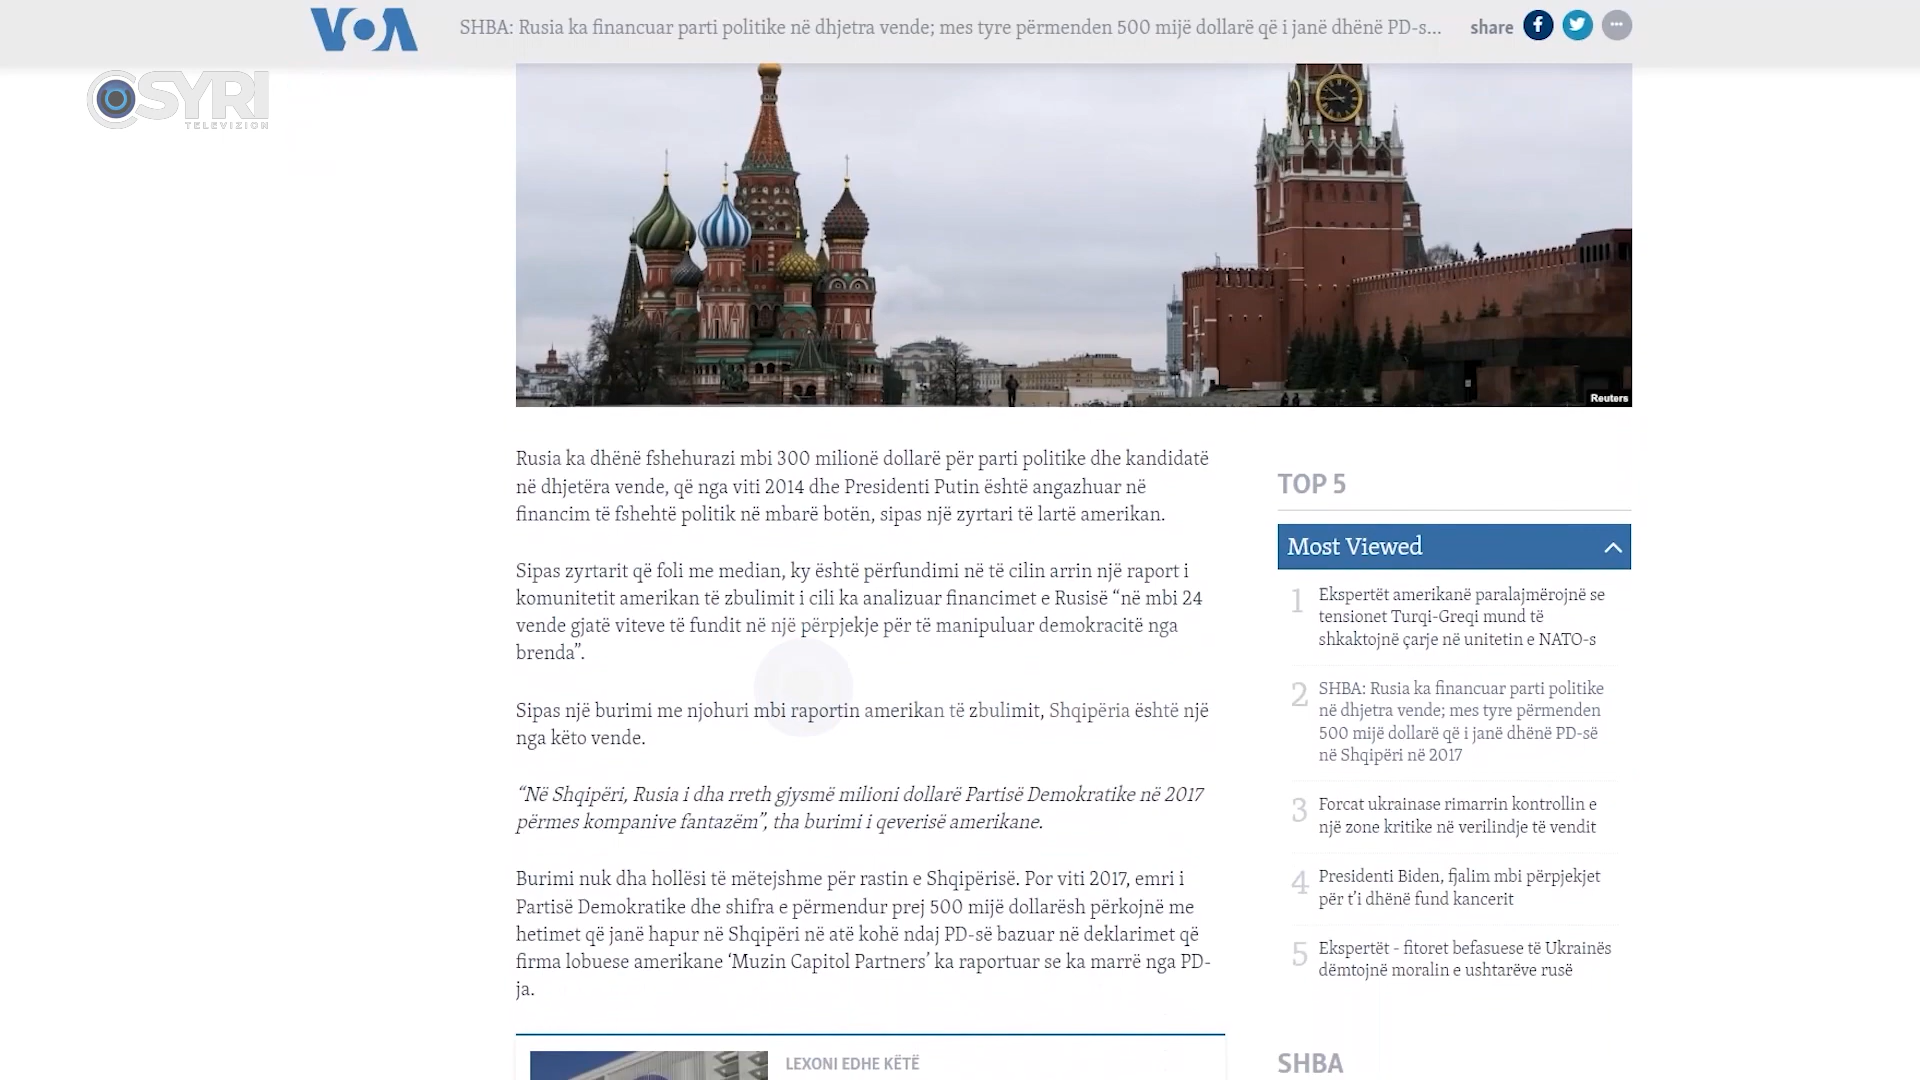 VOA
SHBA: Rusia ka financuar parti politike në dhjetra vende; mes tyre përmenden 500 mijë dollarë që i janë dhënë PD-s...
share
SYRI
TELEVIZION
Reuters
Rusia ka dhënë fshehurazi mbi 300 milionë dollarë për parti politike dhe kandidatë
në dhjetëra vende, që nga viti 2014 dhe Presidenti Putin është angazhuar në
financim të fshehtë politik në mbarë botën, sipas një zyrtari të lartë amerikan.
Sipas zyrtarit që foli me median, ky është përfundimi në të cilin arrin një raport i
komunitetit amerikan të zbulimit i cili ka analizuar financimet e Rusisë “në mbi 24
vende gjatë viteve të fundit në një përpjekje për të manipuluar demokracitë nga
brenda”.
Sipas një burimi me njohuri mbi raportin amerikan të zbulimit, Shqipëria është një
nga këto vende.
“Në Shqipëri, Rusia i dha rreth gjysmë milioni dollarë Partisë Demokratike në 2017
përmes kompanive fantazëm”, tha burimi i qeverisë amerikane.
Burimi nuk dha hollësi të mëtejshme për rastin e Shqipërisë. Por viti 2017, emri i
Partisë Demokratike dhe shifra e përmendur prej 500 mijë dollarësh përkojnë me
hetimet që janë hapur në Shqipëri në atë kohë ndaj PD-së bazuar në deklarimet që
firma lobuese amerikane ‘Muzin Capitol Partners’ ka raportuar se ka marrë nga PD-
ja.
LEXONI EDHE KËTË
TOP 5
Most Viewed
1 Ekspertët amerikanë paralajmërojnë se
tensionet Turqi-Greqi mund të
shkaktojnë çarje në unitetin e NATO-s
2 SHBA: Rusia ka financuar parti politike
në dhjetra vende; mes tyre përmenden
500 mijë dollarë që i janë dhënë PD-së
në Shqipëri në 2017
3 Forcat ukrainase rimarrin kontrollin e
një zone kritike në verilindje të vendit
4 Presidenti Biden, fjalim mbi përpjekjet
për t’i dhënë fund kancerit
5 Ekspertët - fitoret befasuese të Ukrainës
dëmtojnë moralin e ushtarëve rusë
SHBA